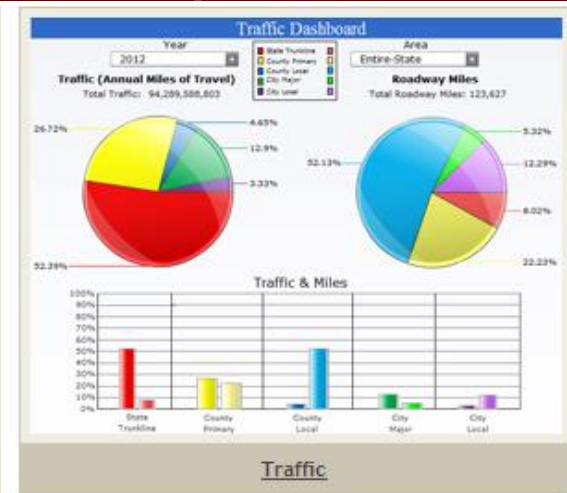 Traffic Dashboard
Year
2012
State Trunkline
County Primary
County Local
City Major
City Local
Area
Entire-State
Traffic (Annual Miles of Travel)
Total Traffic: 94,289,588,803
Roadway Miles
Total Roadway Miles: 123,627
26.72%
4.65%
12.9%
3.33%
52.39%
52.13%
5.32%
12.29%
8.02%
22.23%
Traffic & Miles
100%
90%
80%
70%
60%
50%
40%
30%
20%
10%
0%
State Trunkline
County Primary
County Local
City Major
City Local
Traffic